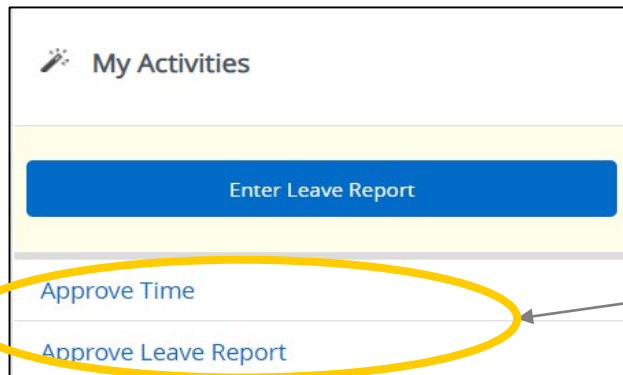 My Activities
Enter Leave Report
Approve Time
Approve Leave Report